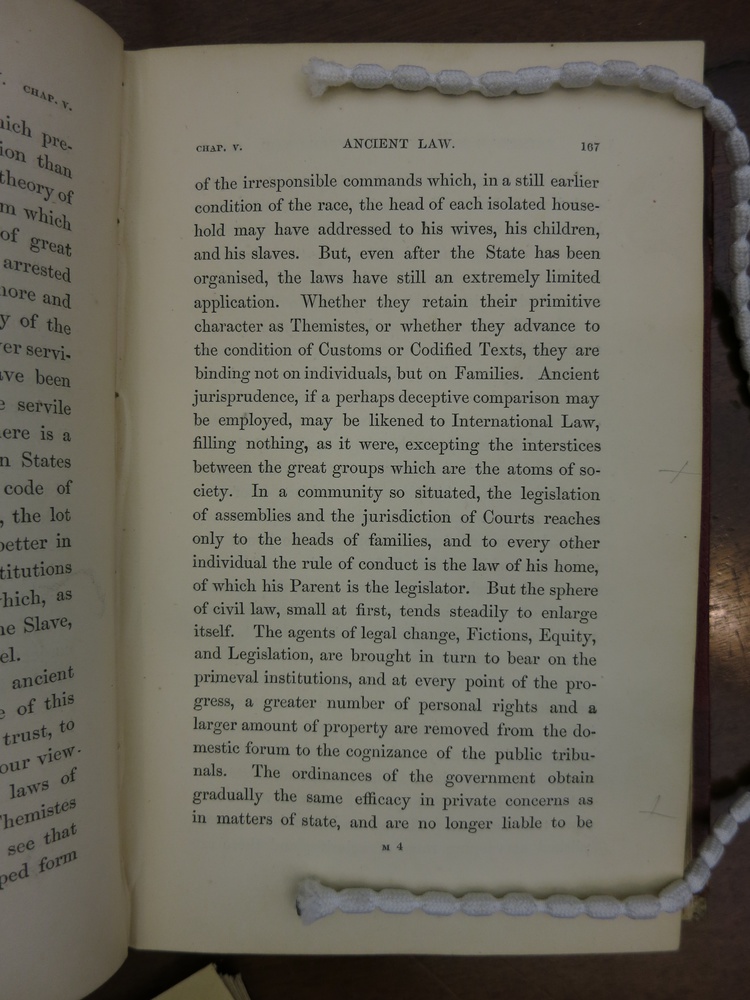 CHAP. V.
hich pre-
ion than
theory of
m which
of great
arrested
more and
y of the
er servi-
ave been
e servile
ere is a
n States
code of
, the lot
better in
titutions
hich, as
he Slave,
el.
ancient
e of this
trust, to
our view.
laws of
Themistes
see that
ped form
CHAP. V. ANCIENT LAW. 167
of the irresponsible commands which, in a still earlier
condition of the race, the head of each isolated house-
hold may have addressed to his wives, his children,
and his slaves. But, even after the State has been
organised, the laws have still an extremely limited
application. Whether they retain their primitive
character as Themistes, or whether they advance to
the condition of Customs or Codified Texts, they are
binding not on individuals, but on Families. Ancient
jurisprudence, if a perhaps deceptive comparison may
be employed, may be likened to International Law,
filling nothing, as it were, excepting the interstices
between the great groups which are the atoms of so-
ciety. In a community so situated, the legislation
of assemblies and the jurisdiction of Courts reaches
only to the heads of families, and to every other
individual the rule of conduct is the law of his home,
of which his Parent is the legislator. But the sphere
of civil law, small at first, tends steadily to enlarge
itself. The agents of legal change, Fictions, Equity,
and Legislation, are brought in turn to bear on the
primeval institutions, and at every point of the pro-
gress, a greater number of personal rights and a
larger amount of property are removed from the do-
mestic forum to the cognizance of the public tribu-
nals. The ordinances of the government obtain
gradually the same efficacy in private concerns as
in matters of state, and are no longer liable to be
M 4